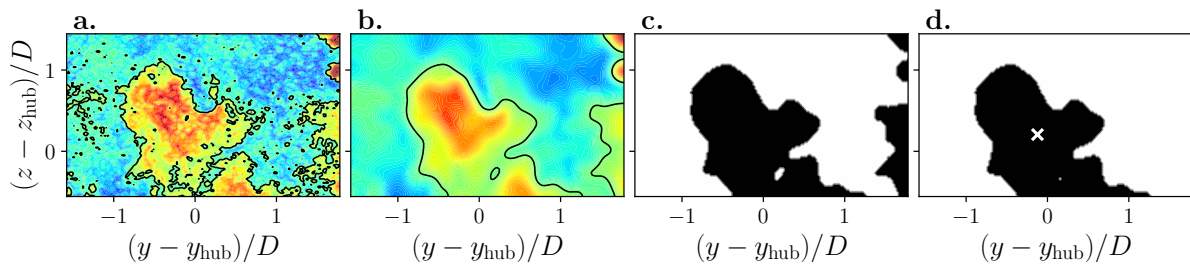 a. b. c. d.
(z − z_hub)/D
1
0
−1 0 1 −1 0 1 −1 0 1 −1 0 1
(y − y_hub)/D (y − y_hub)/D (y − y_hub)/D (y − y_hub)/D